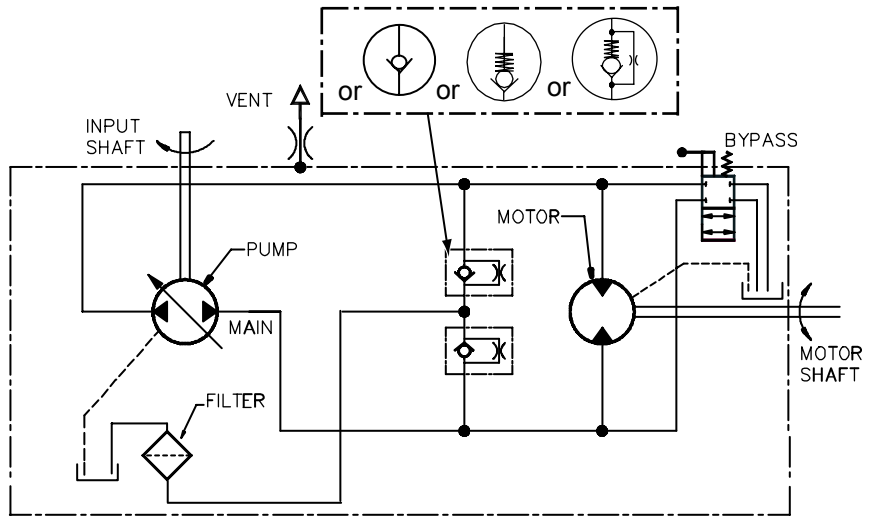 or or or
VENT
INPUT
SHAFT
BYPASS
MOTOR
PUMP
MAIN
MOTOR
SHAFT
FILTER